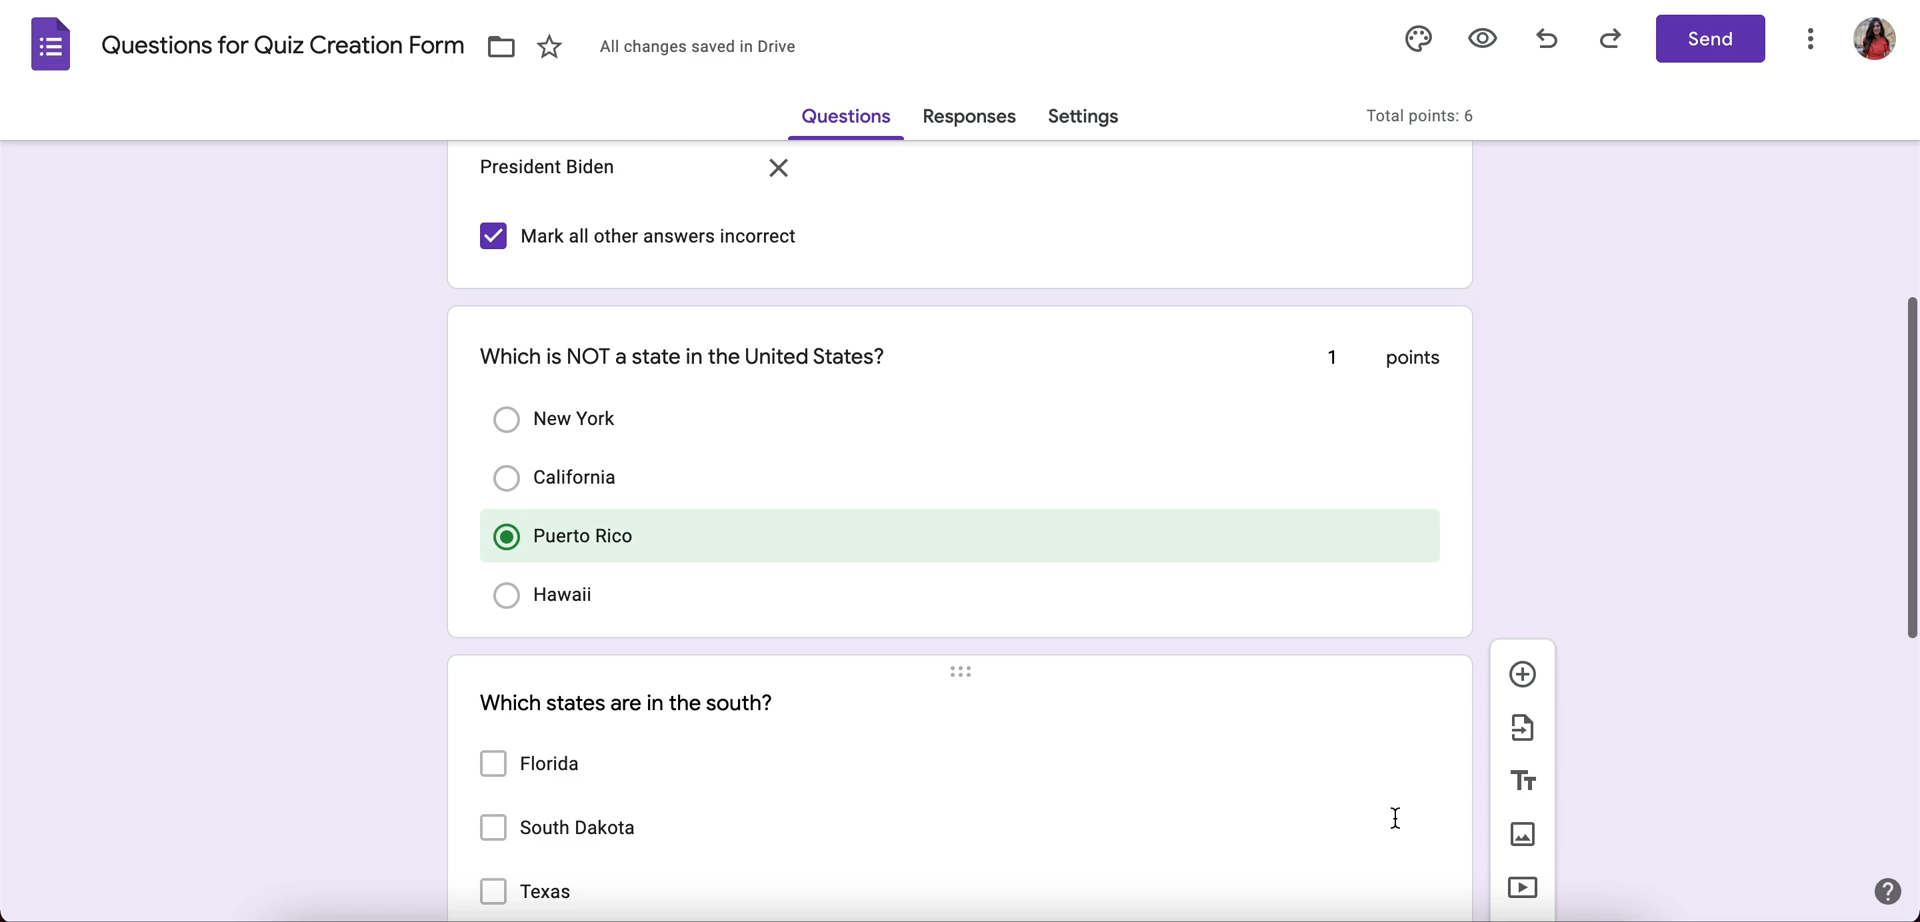 Questions for Quiz Creation Form
All changes saved in Drive
Send
Questions
Responses
Settings
Total points: 6
President Biden
Mark all other answers incorrect
Which is NOT a state in the United States?
1 points
New York
California
Puerto Rico
Hawaii
Which states are in the south?
Florida
South Dakota
Tт
Texas
?